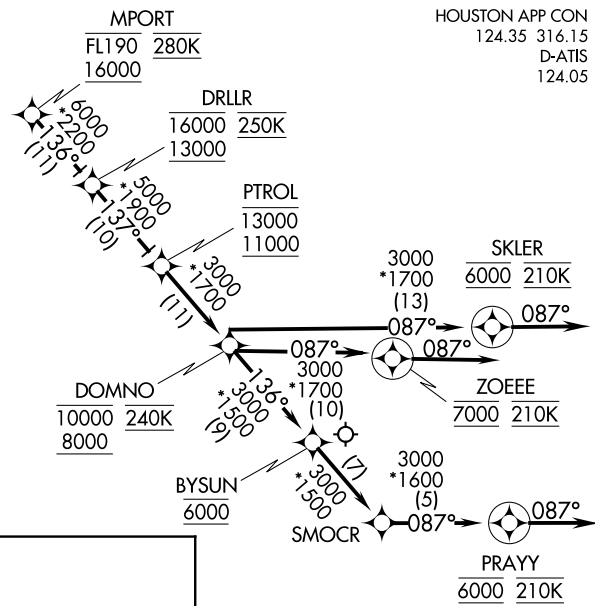 MPORT
FL190 280K
16000
HOUSTON APP CON
124.35 316.15
D-ATIS
124.05
DRLLR
16000 250K
13000
6000
*2200
136°
(11)
PTROL
13000
11000
5000
*1900
137°
(10)
3000
*1700
(11)
3000
*1700
(13)
087°
SKLER
6000 210K
087°
087°
3000
*1700
(10)
087°
ZOEEE
7000 210K
DOMNO
10000 240K
8000
136°
3000
*1500
(9)
BYSUN
6000
(7)
3000
*1500
SMOCR
3000
*1600
(5)
087°
087°
PRAYY
6000 210K